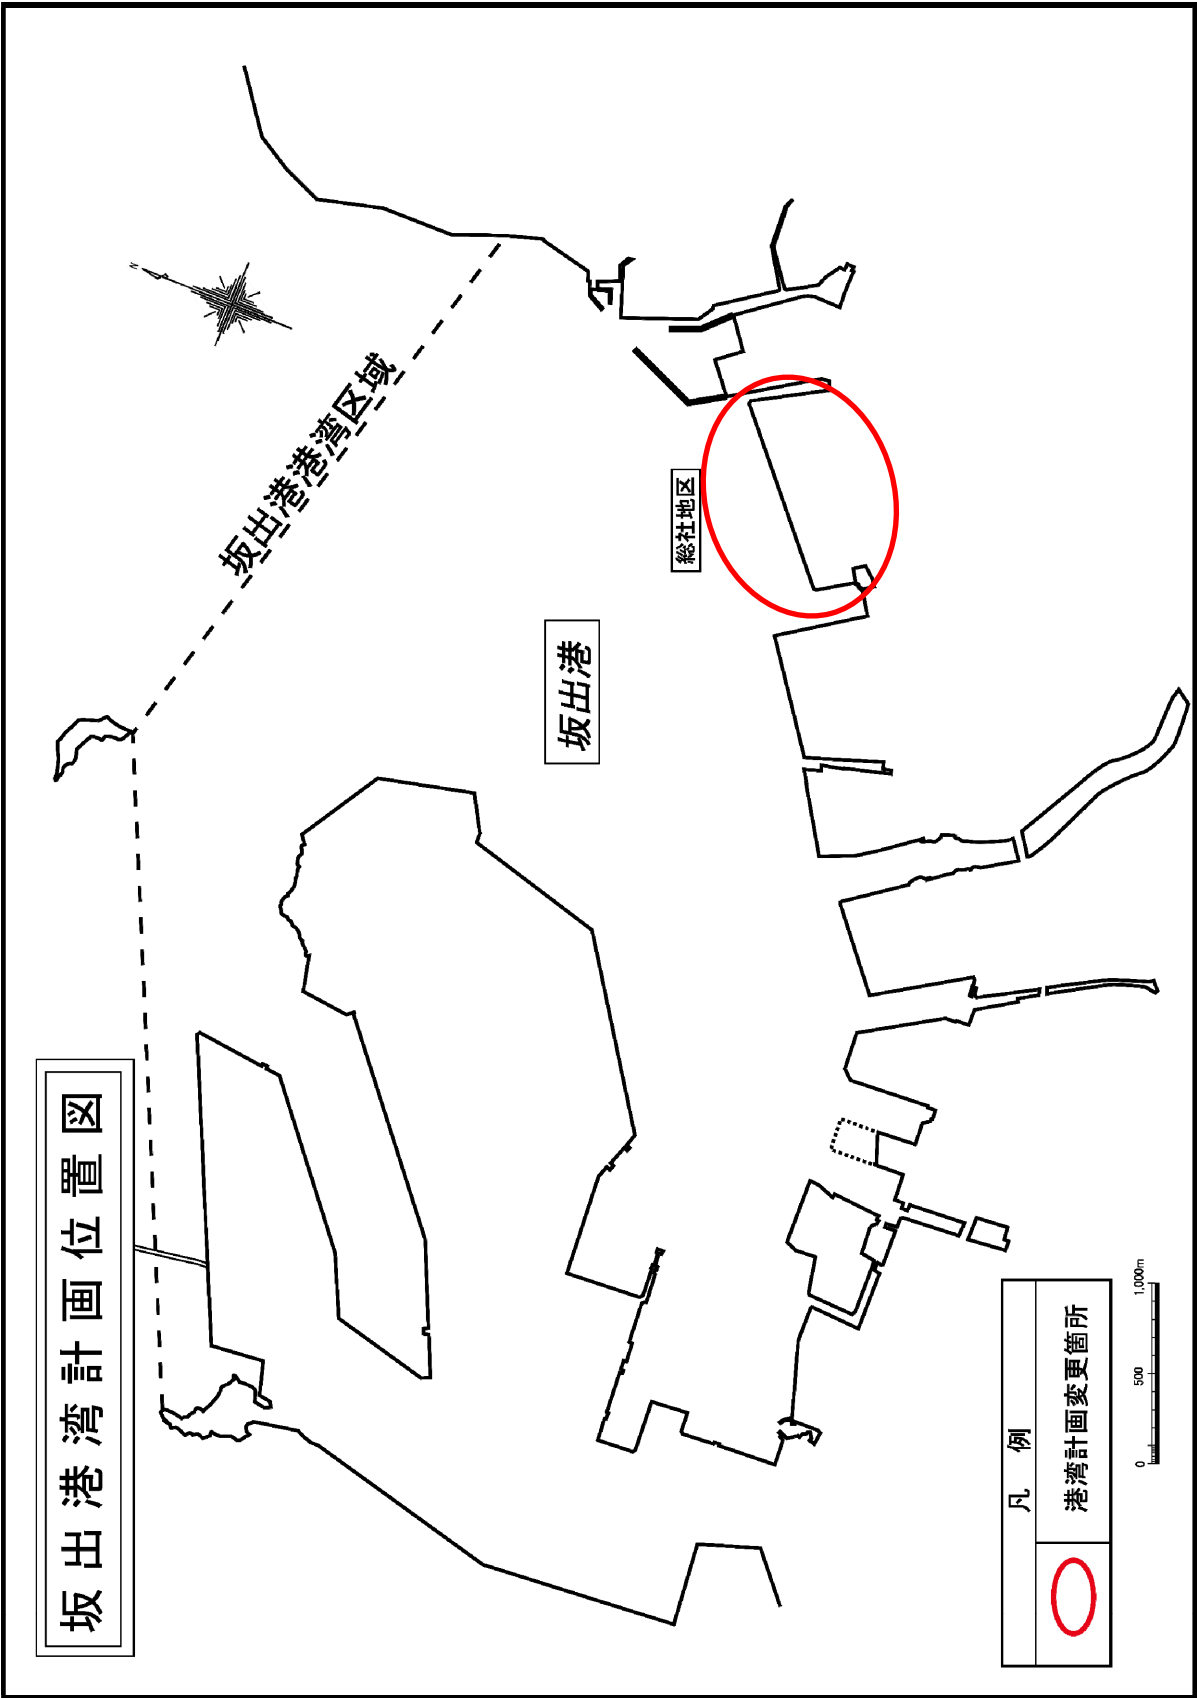 坂出港湾計画位置図
坂出港港湾区域
N
総社地区
坂出港
凡 例
港湾計画変更箇所
0 500 1,000m